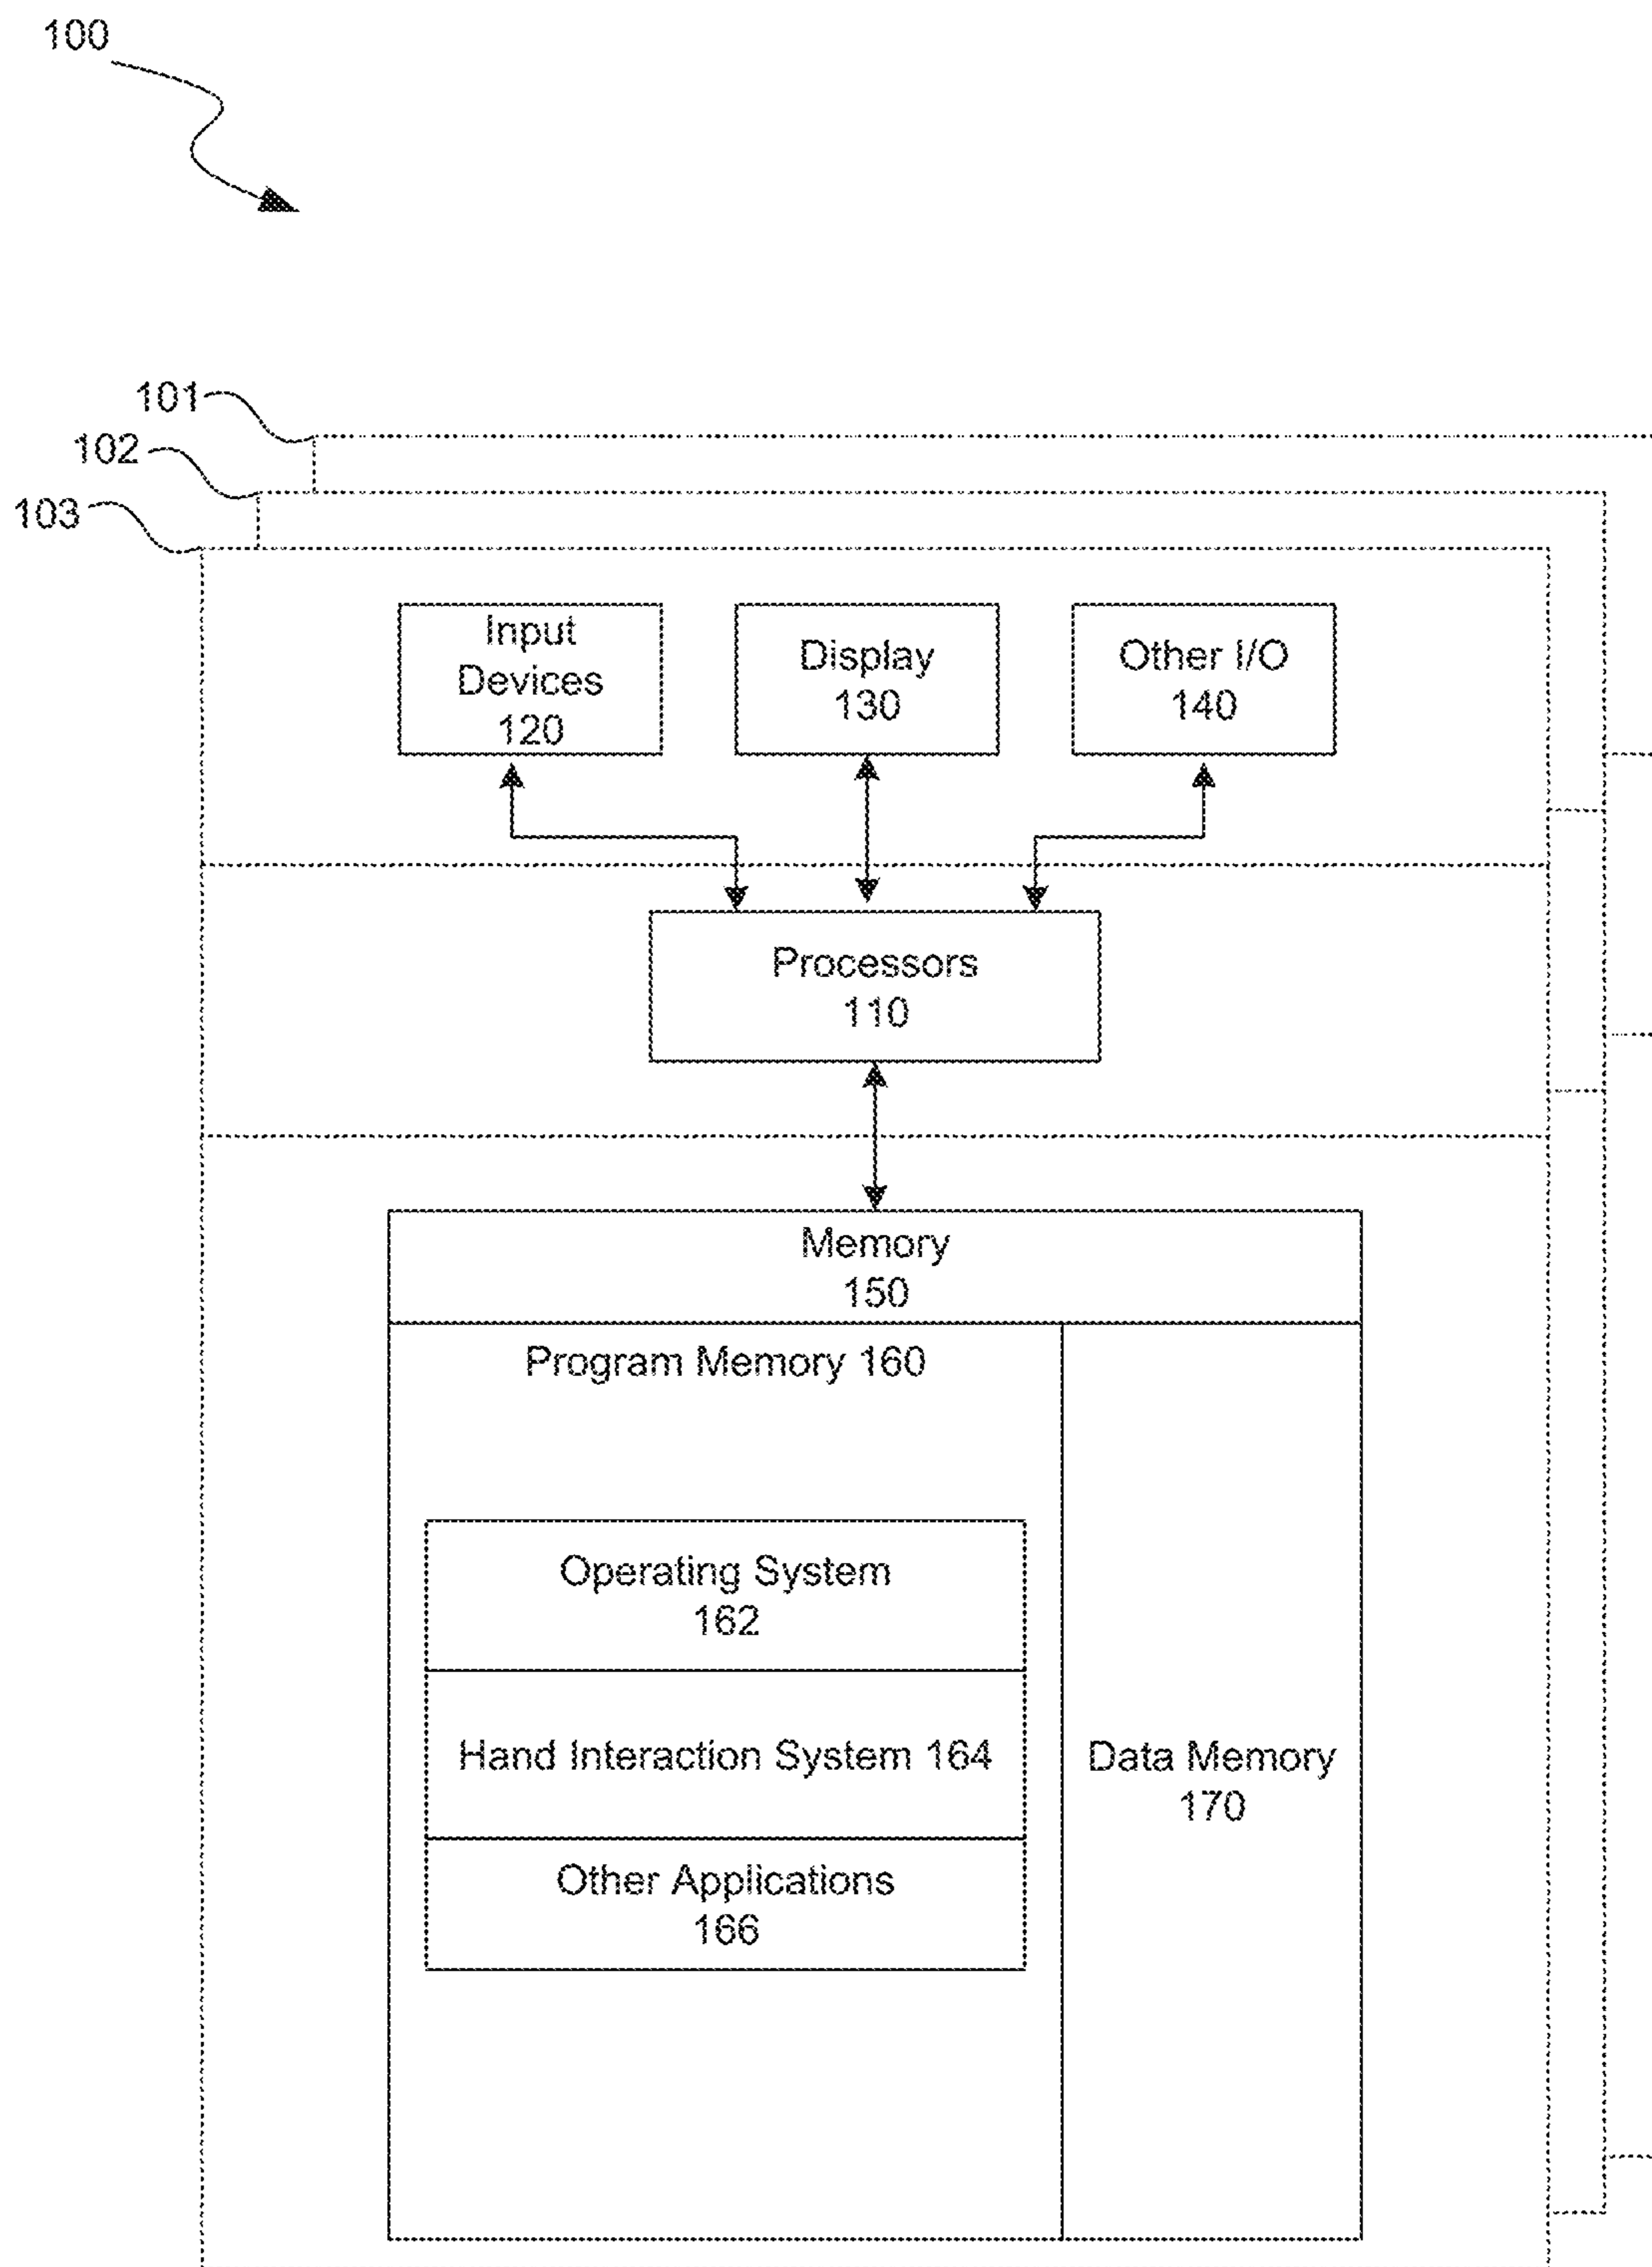 100
101
102
103
Input
Devices
120
Display
130
Other I/O
140
Processors
110
Memory
150
Program Memory 160
Operating System
162
Hand Interaction System 164
Other Applications
166
Data Memory
170